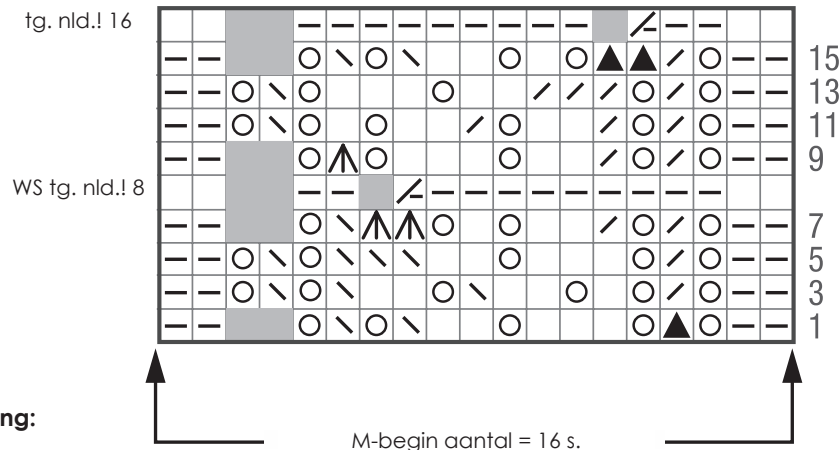 tg. nld.! 16
15
13
11
9
WS tg. nld.! 8
7
5
3
1
ng:
M-begin aantal = 16 s.